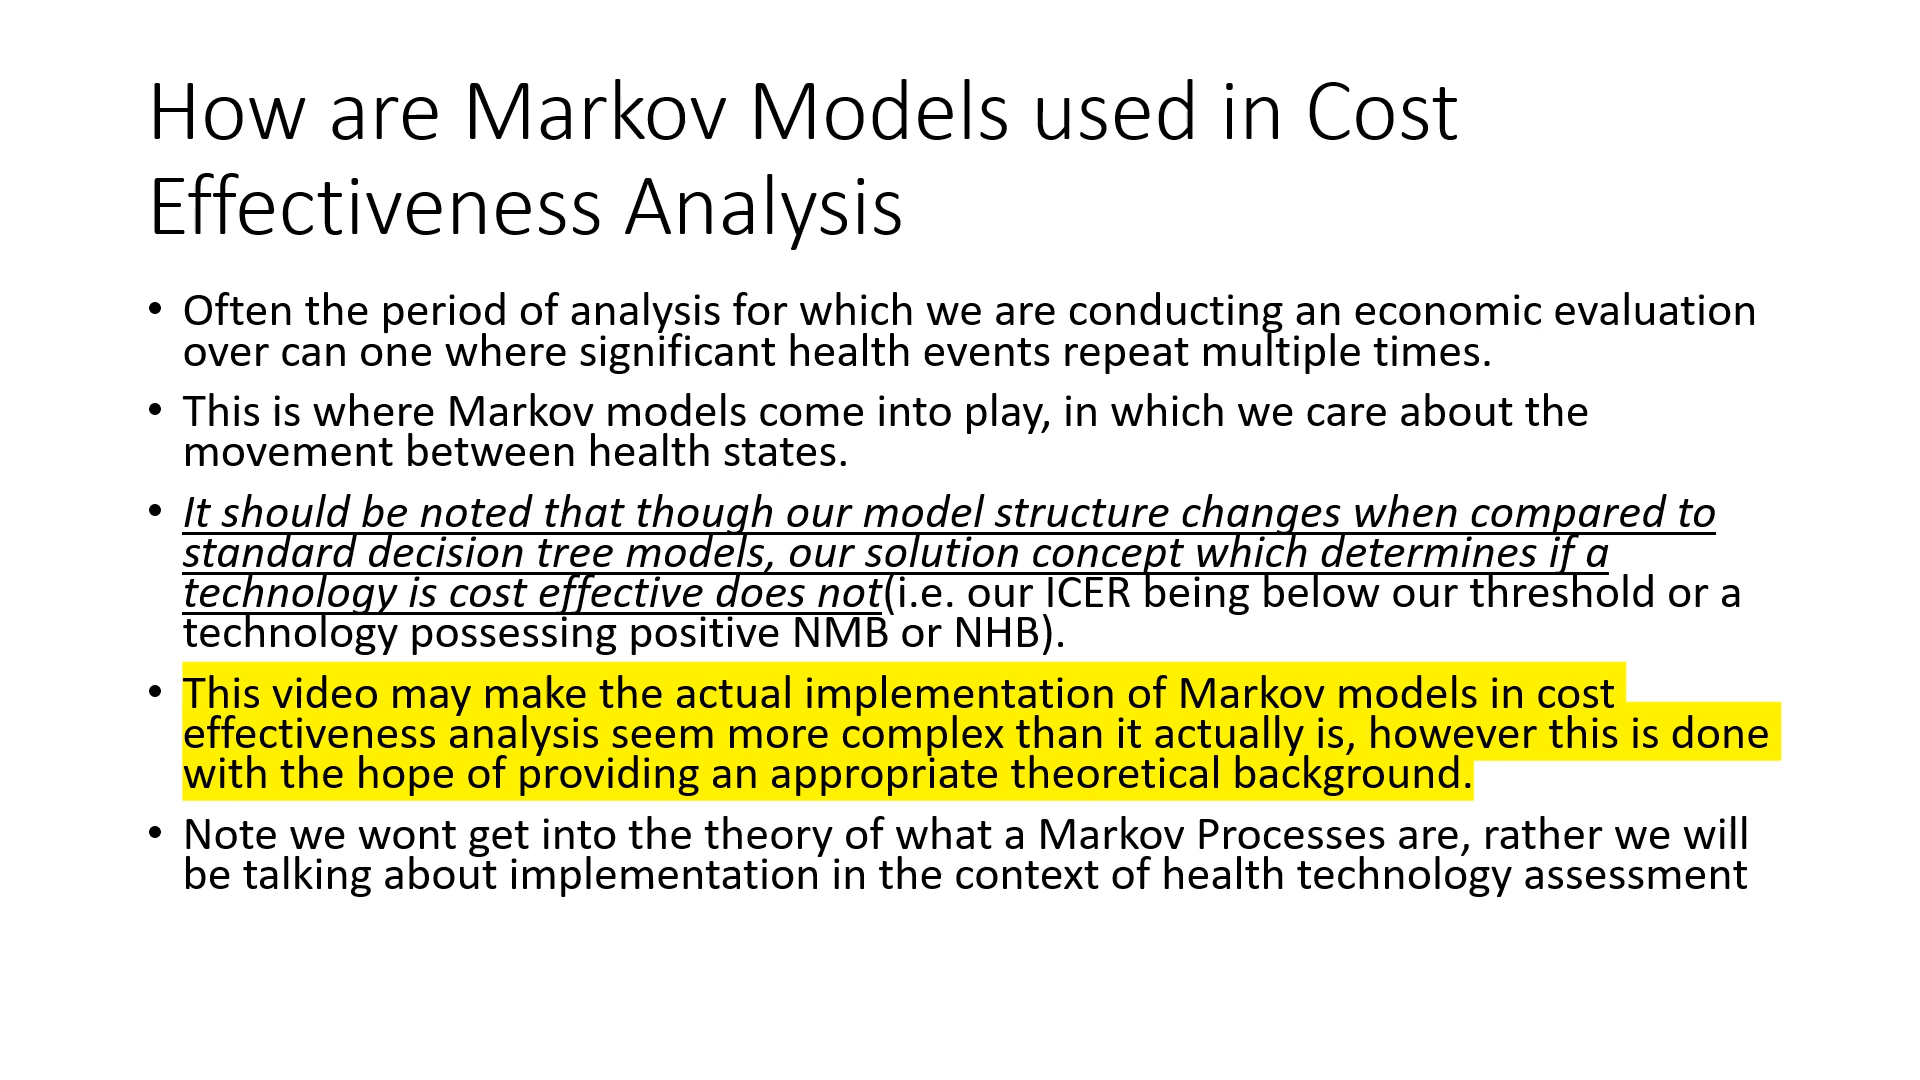 How are Markov Models used in Cost
Effectiveness Analysis
• Often the period of analysis for which we are conducting an economic evaluation
over can one where significant health events repeat multiple times.
• This is where Markov models come into play, in which we care about the
movement between health states.
• It should be noted that though our model structure changes when compared to
standard decision tree models, our solution concept which determines if a
technology is cost effective does not(i.e. our ICER being below our threshold or a
technology possessing positive NMB or NHB).
• This video may make the actual implementation of Markov models in cost
effectiveness analysis seem more complex than it actually is, however this is done
with the hope of providing an appropriate theoretical background.
• Note we wont get into the theory of what a Markov Processes are, rather we will
be talking about implementation in the context of health technology assessment